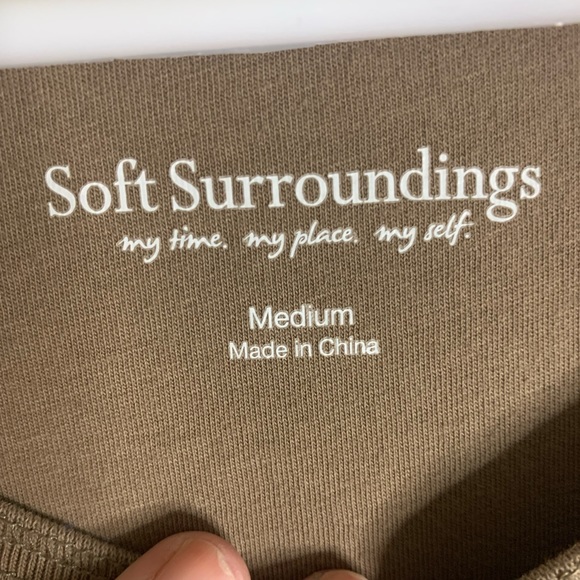 Soft Surroundings
my time. my place. my self.
Medium
Made in China